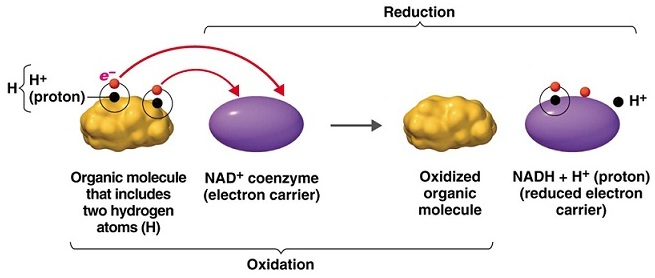 Reduction
e⁻
H
H⁺
(proton)
H⁺
Organic molecule
that includes
two hydrogen
atoms (H)
NAD⁺ coenzyme
(electron carrier)
Oxidized
organic
molecule
NADH + H⁺ (proton)
(reduced electron
carrier)
Oxidation